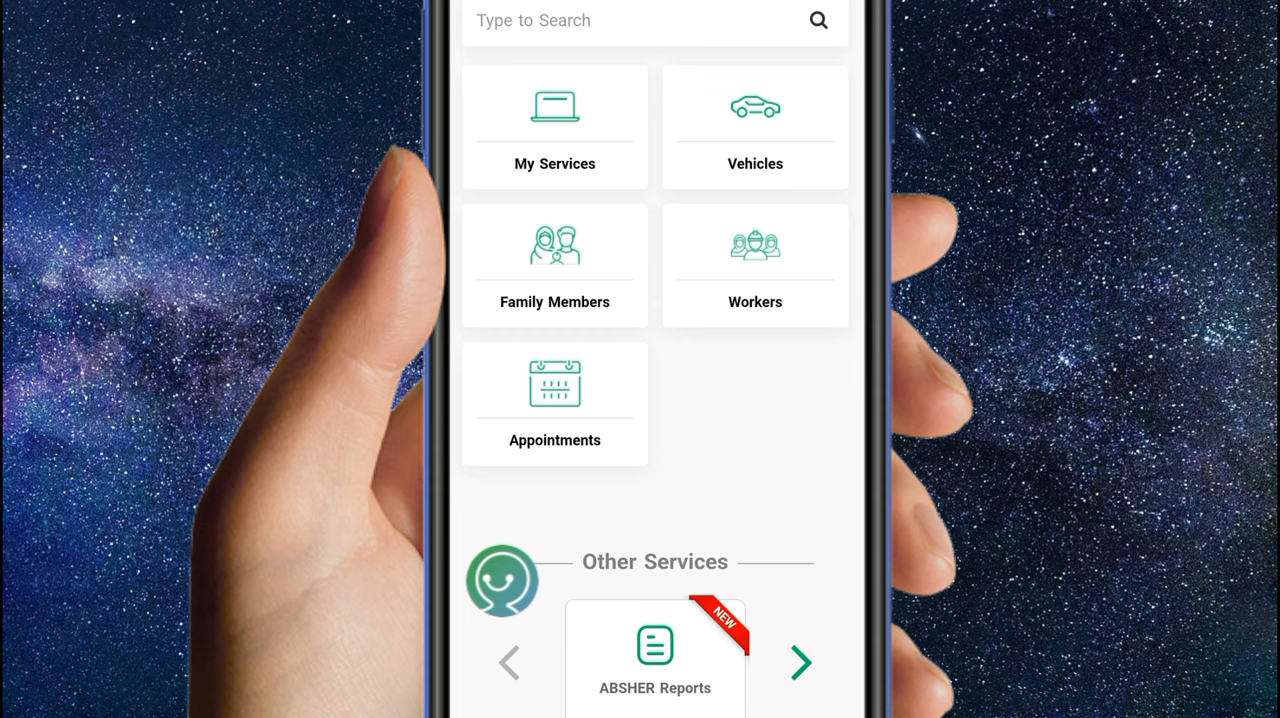 Type to Search
My Services
Vehicles
Family Members
Workers
Appointments
Other Services
NEW
ABSHER Reports